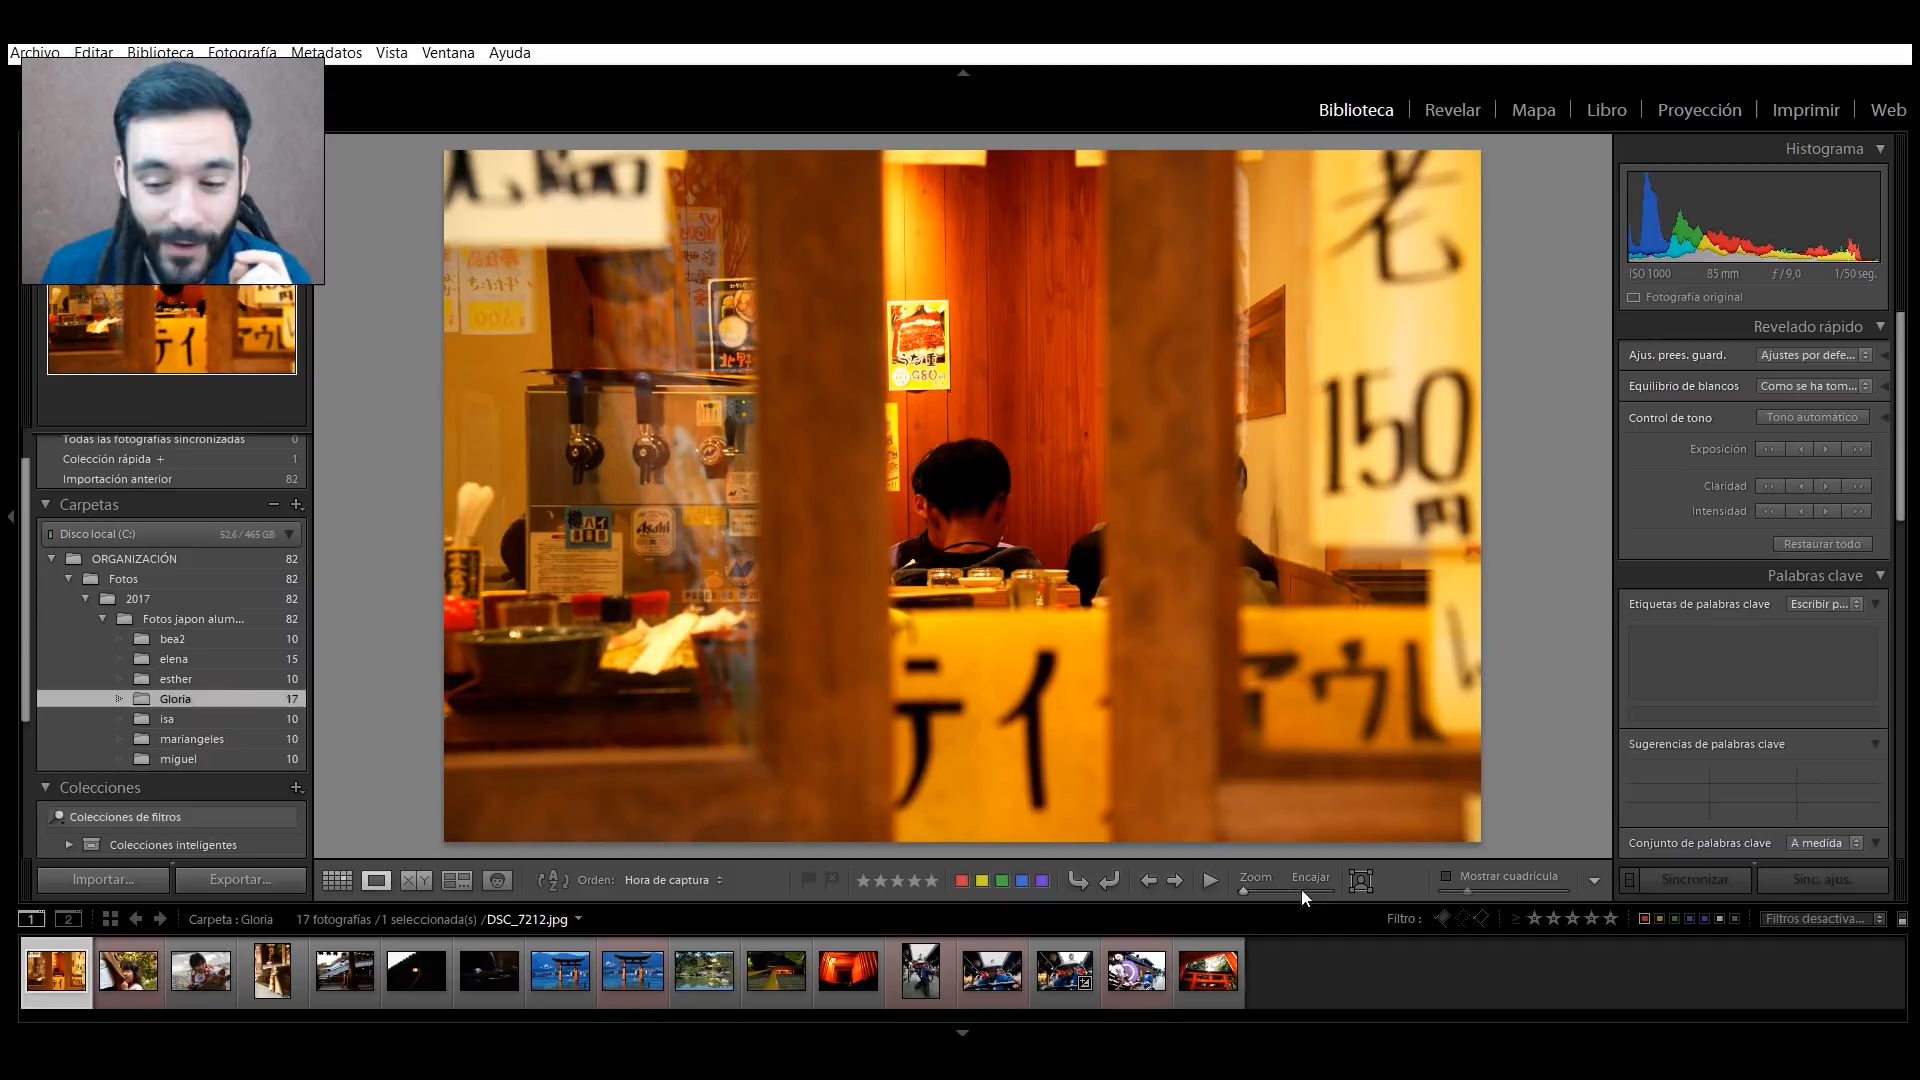 Archivo Editar Biblioteca Fotografía Metadatos Vista Ventana Ayuda
Biblioteca | Revelar | Mapa | Libro | Proyección | Imprimir | Web
Todas las fotografías sincronizadas 0
Colección rápida + 1
Importación anterior 82
Carpetas
Disco local (C:) 52,6 / 465 GB
ORGANIZACIÓN 82
Fotos 82
2017 82
Fotos japon alum... 82
bea2 10
elena 15
esther 10
Gloria 17
isa 10
mariangeles 10
miguel 10
Colecciones
Colecciones de filtros
Colecciones inteligentes
Importar...
Exportar...
老
150
円
980
Asahi
ティ
アウル
Histograma
ISO 1000 85 mm ƒ / 9,0 1/50 seg.
Fotografía original
Revelado rápido
Ajus. prees. guard. Ajustes por defe...
Equilibrio de blancos Como se ha tom...
Control de tono Tono automático
Exposición
Claridad
Intensidad
Restaurar todo
Palabras clave
Etiquetas de palabras clave Escribir p...
Sugerencias de palabras clave
Conjunto de palabras clave A medida
Sincronizar
Sinc. ajus.
X Y
Orden: Hora de captura
Zoom Encajar
Mostrar cuadrícula
1 2 Carpeta : Gloria 17 fotografías /1 seleccionada(s) /DSC_7212.jpg
Filtro : ≥ Filtros desactiva...